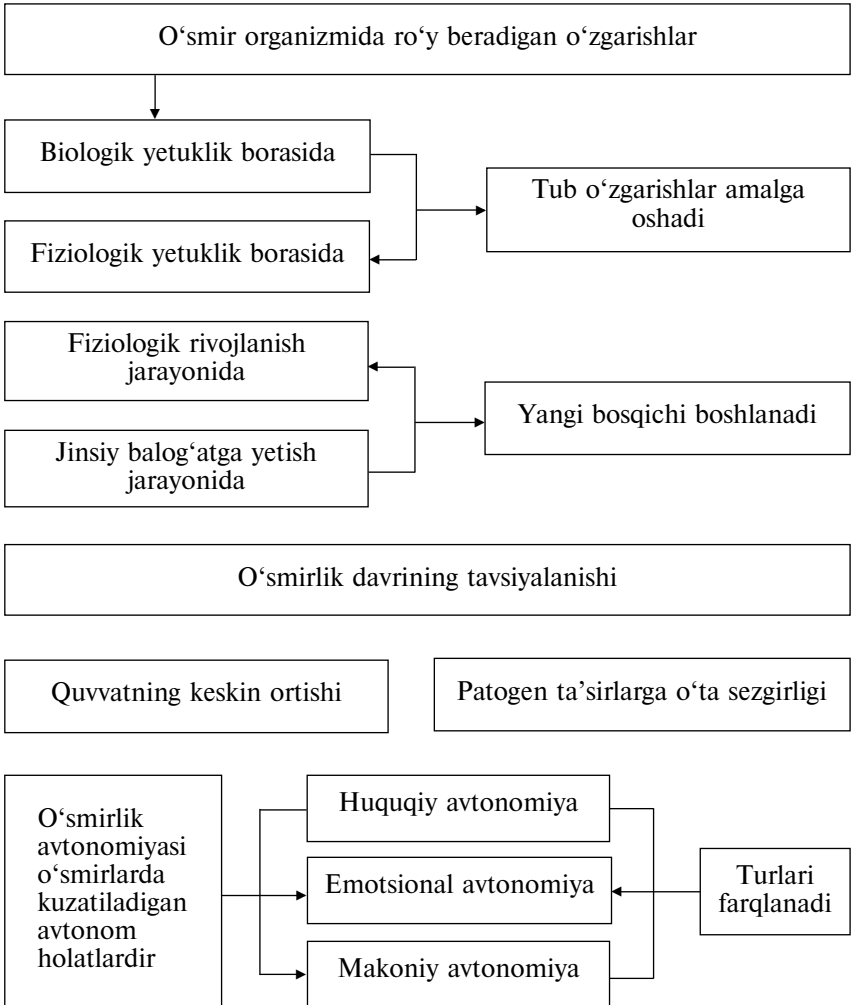 O‘smir organizmida ro‘y beradigan o‘zgarishlar
Biologik yetuklik borasida
Tub o‘zgarishlar amalga
oshadi
Fiziologik yetuklik borasida
Fiziologik rivojlanish
jarayonida
Yangi bosqichi boshlanadi
Jinsiy balog‘atga yetish
jarayonida
O‘smirlik davrining tavsiyalanishi
Quvvatning keskin ortishi
Patogen ta’sirlarga o‘ta sezgirligi
O‘smirlik
avtonomiyasi
o‘smirlarda
kuzatiladigan
avtonom
holatlardir
Huquqiy avtonomiya
Emotsional avtonomiya
Makoniy avtonomiya
Turlari
farqlanadi